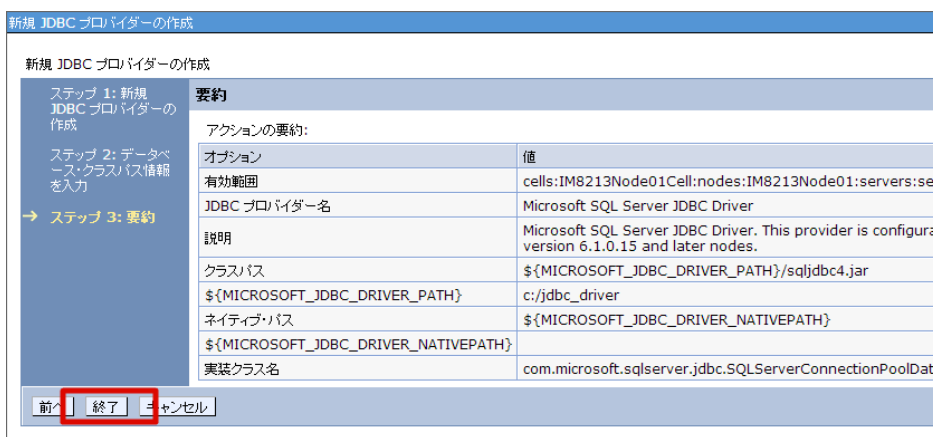 新規 JDBC プロバイダーの作成
新規 JDBC プロバイダーの作成
ステップ 1: 新規
JDBC プロバイダーの
作成
ステップ 2: データベ
ース・クラスパス情報
を入力
→ ステップ 3: 要約
要約
アクションの要約:
オプション 値
有効範囲 cells:IM8213Node01Cell:nodes:IM8213Node01:servers:se
JDBC プロバイダー名 Microsoft SQL Server JDBC Driver
説明 Microsoft SQL Server JDBC Driver. This provider is configura
version 6.1.0.15 and later nodes.
クラスパス ${MICROSOFT_JDBC_DRIVER_PATH}/sqljdbc4.jar
${MICROSOFT_JDBC_DRIVER_PATH} c:/jdbc_driver
ネイティブ・パス ${MICROSOFT_JDBC_DRIVER_NATIVEPATH}
${MICROSOFT_JDBC_DRIVER_NATIVEPATH}
実装クラス名 com.microsoft.sqlserver.jdbc.SQLServerConnectionPoolDat
前へ 終了 キャンセル